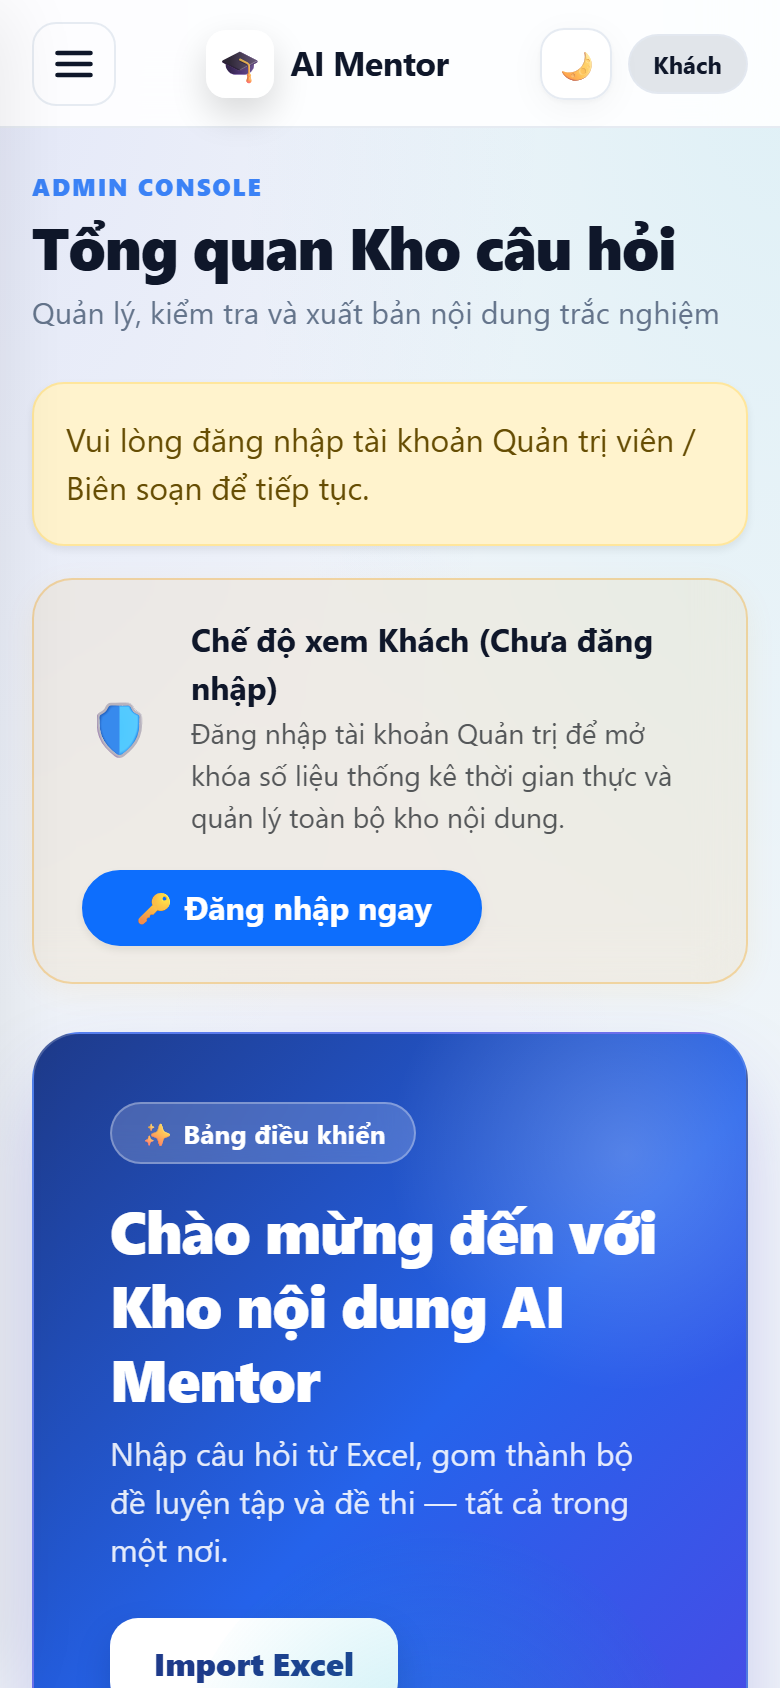 AI Mentor
Khách
ADMIN CONSOLE
Tổng quan Kho câu hỏi
Quản lý, kiểm tra và xuất bản nội dung trắc nghiệm
Vui lòng đăng nhập tài khoản Quản trị viên /
Biên soạn để tiếp tục.
Chế độ xem Khách (Chưa đăng
nhập)
Đăng nhập tài khoản Quản trị để mở
khóa số liệu thống kê thời gian thực và
quản lý toàn bộ kho nội dung.
Đăng nhập ngay
Bảng điều khiển
Chào mừng đến với
Kho nội dung AI
Mentor
Nhập câu hỏi từ Excel, gom thành bộ
đề luyện tập và đề thi — tất cả trong
một nơi.
Import Excel